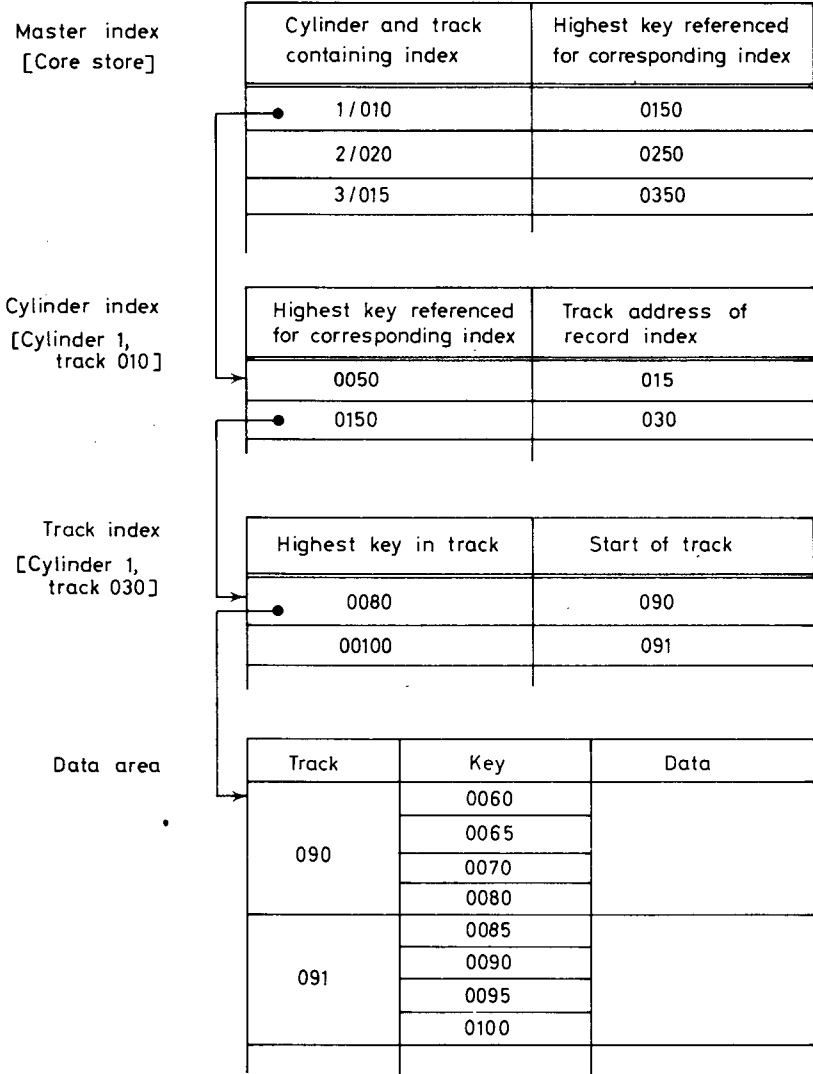 Master index
[Core store]
Cylinder and track
containing index
Highest key referenced
for corresponding index
1/010
0150
2/020
0250
3/015
0350
Cylinder index
[Cylinder 1,
track 010]
Highest key referenced
for corresponding index
Track address of
record index
0050
015
0150
030
Track index
[Cylinder 1,
track 030]
Highest key in track
Start of track
0080
090
00100
091
Data area
Track
Key
Data
090
0060
0065
0070
0080
091
0085
0090
0095
0100